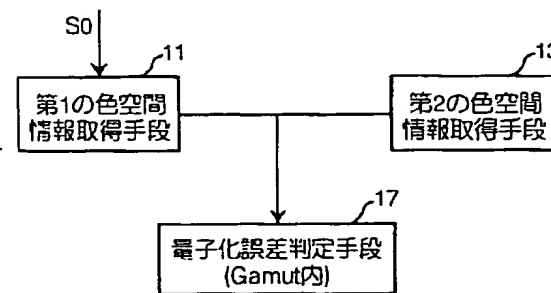 S0
11
第1の色空間
情報取得手段
13
第2の色空間
情報取得手段
17
量子化誤差判定手段
(Gamut内)